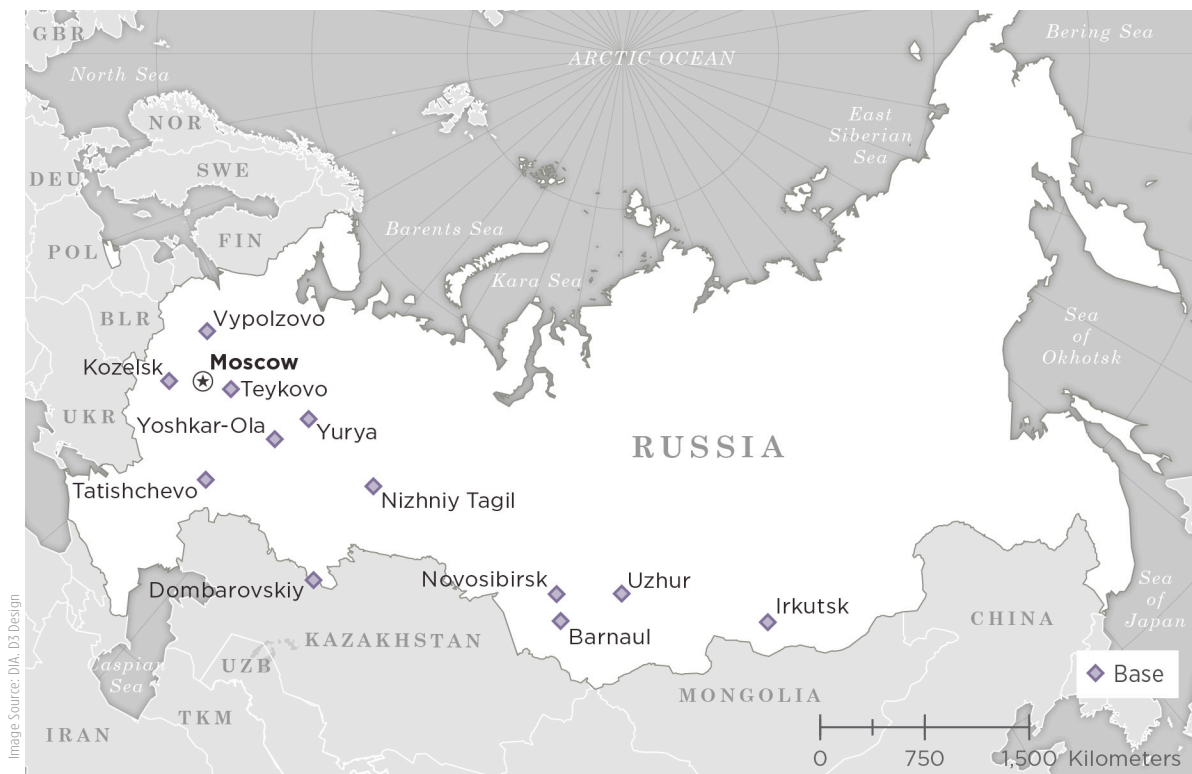 GBR
North Sea
ARCTIC OCEAN
Bering Sea
NOR
East
Siberian
Sea
SWE
DEU
FIN
POL
Barents Sea
Kara Sea
BLR
Vypolzovo
Sea
of
Okhotsk
Kozelsk
Moscow
Teykovo
UKR
Yoshkar-Ola
Yurya
RUSSIA
Tatishchevo
Nizhniy Tagil
Dombarovskiy
Novosibirsk
Uzhur
Irkutsk
Barnaul
Sea
of
Japan
CHINA
KAZAKHSTAN
UZB
Caspian
Sea
MONGOLIA
Base
TKM
IRAN
0 750 1,500 Kilometers
Image Source: DIA, D3 Design